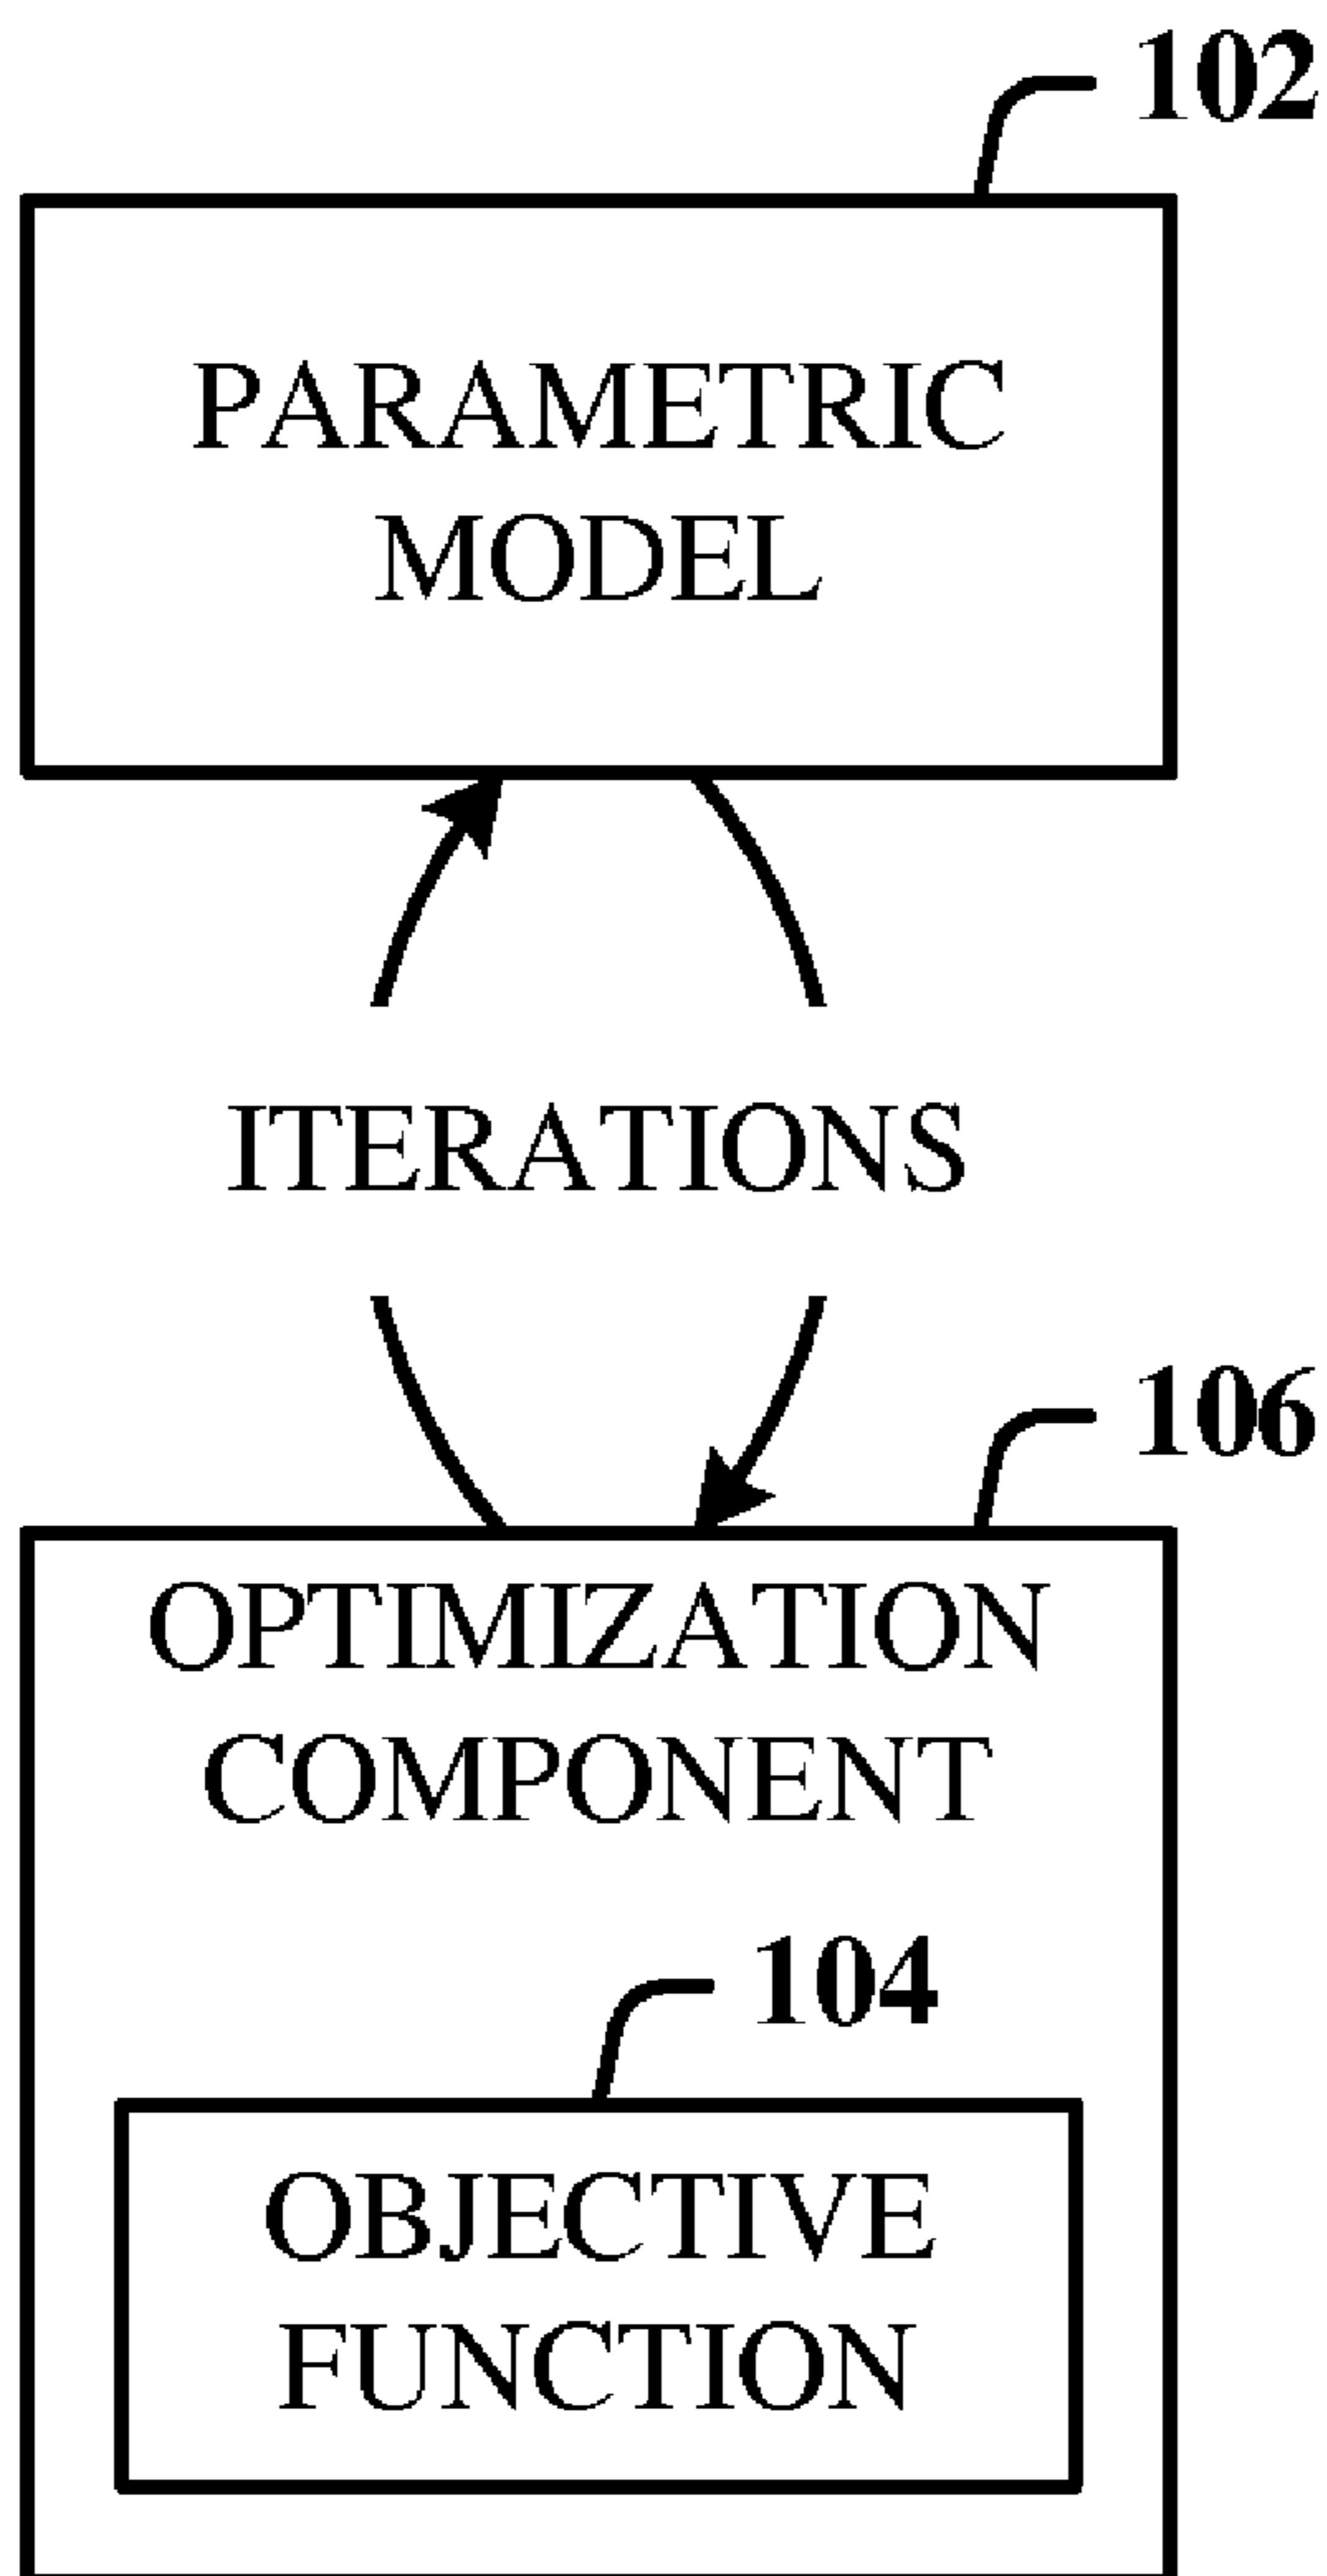 102
PARAMETRIC
MODEL
ITERATIONS
106
OPTIMIZATION
COMPONENT
104
OBJECTIVE
FUNCTION